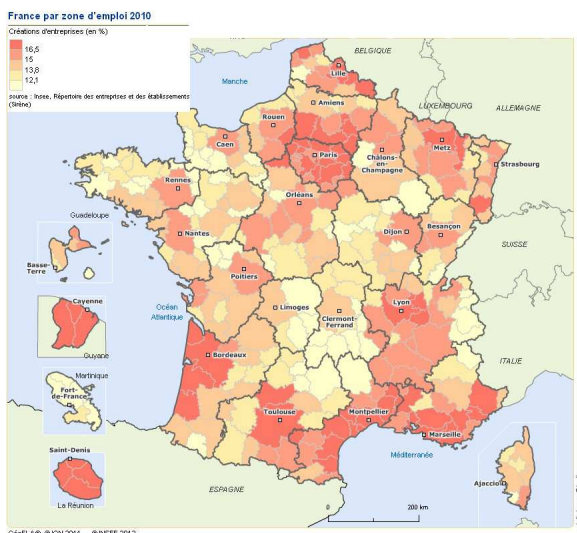 France par zone d'emploi 2010
Créations d'entreprises (en %)
16,5
15
13,8
12,1
source : Insee, Répertoire des entreprises et des établissements
(Sirène)
BELGIQUE
Manche
Lille
LUXEMBOURG
ALLEMAGNE
Amiens
Rouen
Caen
Metz
Paris
Châlons-
en-
Champagne
Strasbourg
Rennes
Orléans
Guadeloupe
Nantes
Dijon
Besançon
SUISSE
Basse-
Terre
Poitiers
Cayenne
Océan
Atlantique
Limoges
Clermont-
Ferrand
Lyon
Guyane
Bordeaux
ITALIE
Martinique
Fort-
de-France
Toulouse
Montpellier
Marseille
Saint-Denis
Méditerranée
Ajaccio
ESPAGNE
La Réunion
0
200 km